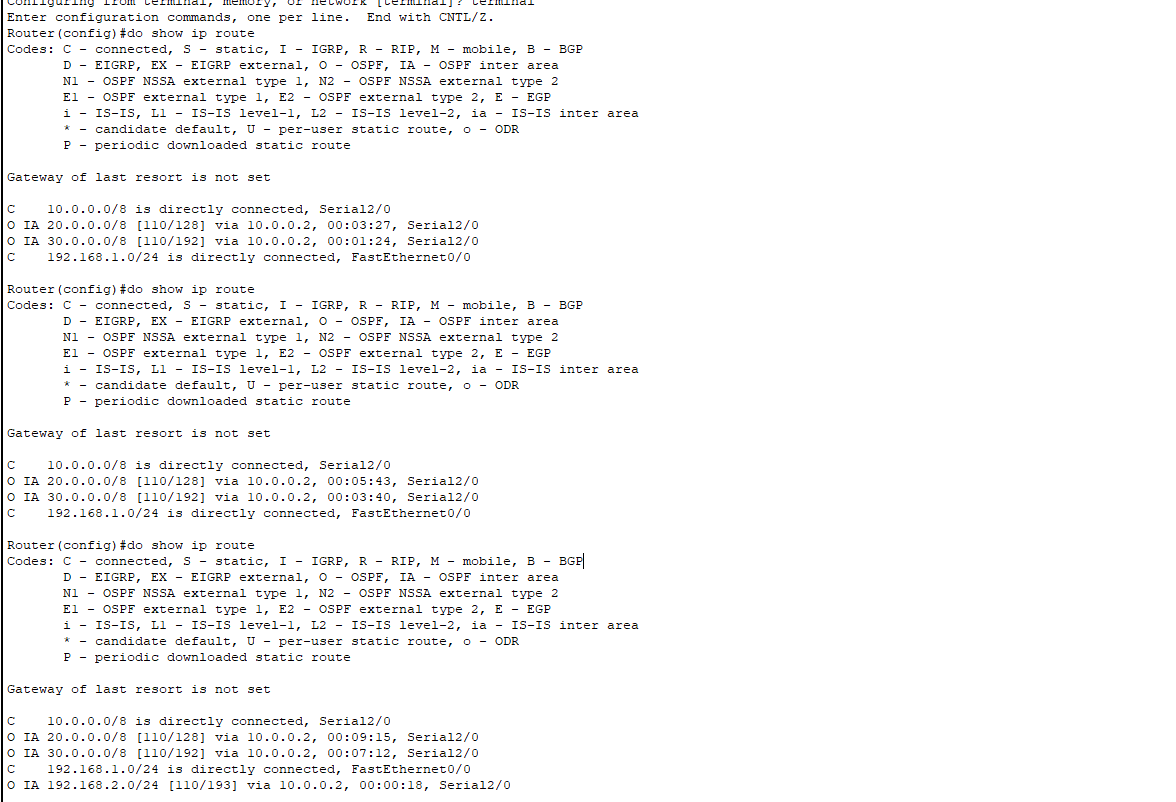 Configuring from terminal, memory, or network [terminal]? terminal
Enter configuration commands, one per line.  End with CNTL/Z.
Router(config)#do show ip route
Codes: C - connected, S - static, I - IGRP, R - RIP, M - mobile, B - BGP
       D - EIGRP, EX - EIGRP external, O - OSPF, IA - OSPF inter area
       N1 - OSPF NSSA external type 1, N2 - OSPF NSSA external type 2
       E1 - OSPF external type 1, E2 - OSPF external type 2, E - EGP
       i - IS-IS, L1 - IS-IS level-1, L2 - IS-IS level-2, ia - IS-IS inter area
       * - candidate default, U - per-user static route, o - ODR
       P - periodic downloaded static route

Gateway of last resort is not set

C    10.0.0.0/8 is directly connected, Serial2/0
O IA 20.0.0.0/8 [110/128] via 10.0.0.2, 00:03:27, Serial2/0
O IA 30.0.0.0/8 [110/192] via 10.0.0.2, 00:01:24, Serial2/0
C    192.168.1.0/24 is directly connected, FastEthernet0/0

Router(config)#do show ip route
Codes: C - connected, S - static, I - IGRP, R - RIP, M - mobile, B - BGP
       D - EIGRP, EX - EIGRP external, O - OSPF, IA - OSPF inter area
       N1 - OSPF NSSA external type 1, N2 - OSPF NSSA external type 2
       E1 - OSPF external type 1, E2 - OSPF external type 2, E - EGP
       i - IS-IS, L1 - IS-IS level-1, L2 - IS-IS level-2, ia - IS-IS inter area
       * - candidate default, U - per-user static route, o - ODR
       P - periodic downloaded static route

Gateway of last resort is not set

C    10.0.0.0/8 is directly connected, Serial2/0
O IA 20.0.0.0/8 [110/128] via 10.0.0.2, 00:05:43, Serial2/0
O IA 30.0.0.0/8 [110/192] via 10.0.0.2, 00:03:40, Serial2/0
C    192.168.1.0/24 is directly connected, FastEthernet0/0

Router(config)#do show ip route
Codes: C - connected, S - static, I - IGRP, R - RIP, M - mobile, B - BGP
       D - EIGRP, EX - EIGRP external, O - OSPF, IA - OSPF inter area
       N1 - OSPF NSSA external type 1, N2 - OSPF NSSA external type 2
       E1 - OSPF external type 1, E2 - OSPF external type 2, E - EGP
       i - IS-IS, L1 - IS-IS level-1, L2 - IS-IS level-2, ia - IS-IS inter area
       * - candidate default, U - per-user static route, o - ODR
       P - periodic downloaded static route

Gateway of last resort is not set

C    10.0.0.0/8 is directly connected, Serial2/0
O IA 20.0.0.0/8 [110/128] via 10.0.0.2, 00:09:15, Serial2/0
O IA 30.0.0.0/8 [110/192] via 10.0.0.2, 00:07:12, Serial2/0
C    192.168.1.0/24 is directly connected, FastEthernet0/0
O IA 192.168.2.0/24 [110/193] via 10.0.0.2, 00:00:18, Serial2/0